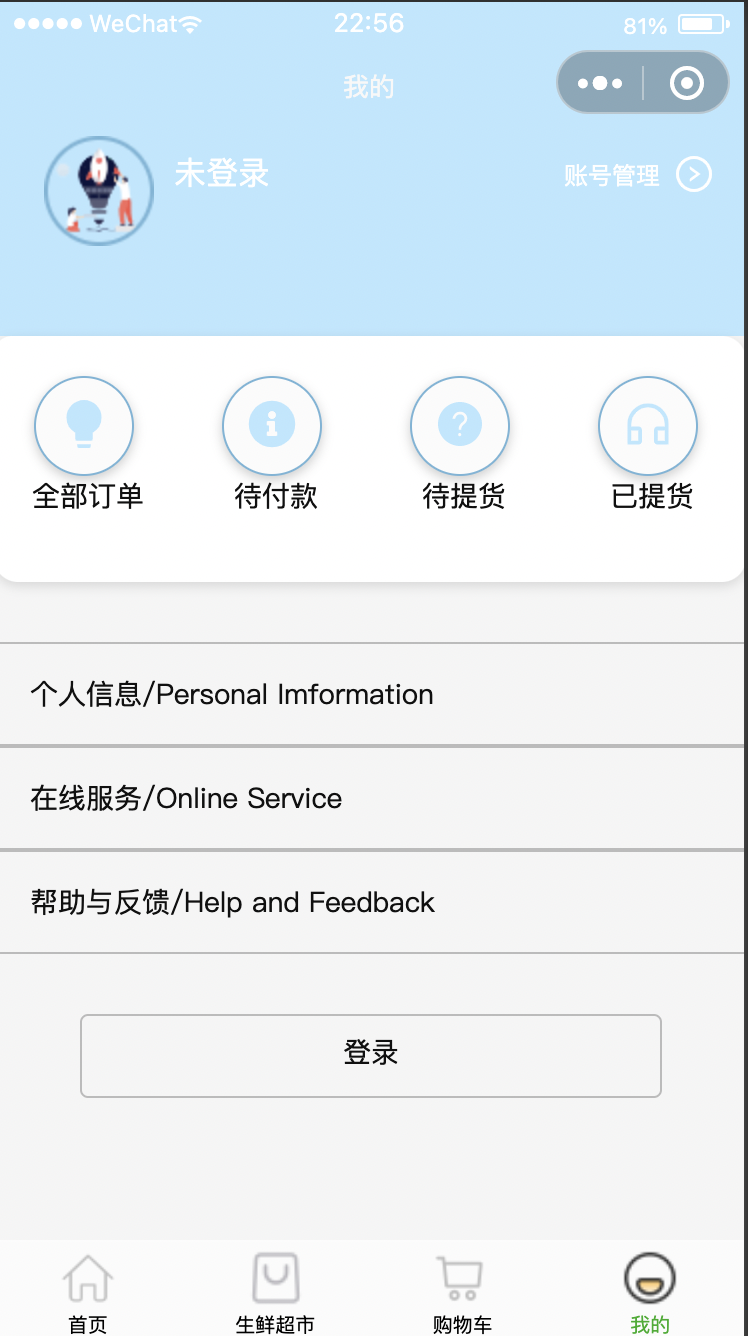 WeChat 22:56 81%
我的
未登录 账号管理
全部订单 待付款 待提货 已提货
个人信息/Personal Imformation
在线服务/Online Service
帮助与反馈/Help and Feedback
登录
首页 生鲜超市 购物车 我的